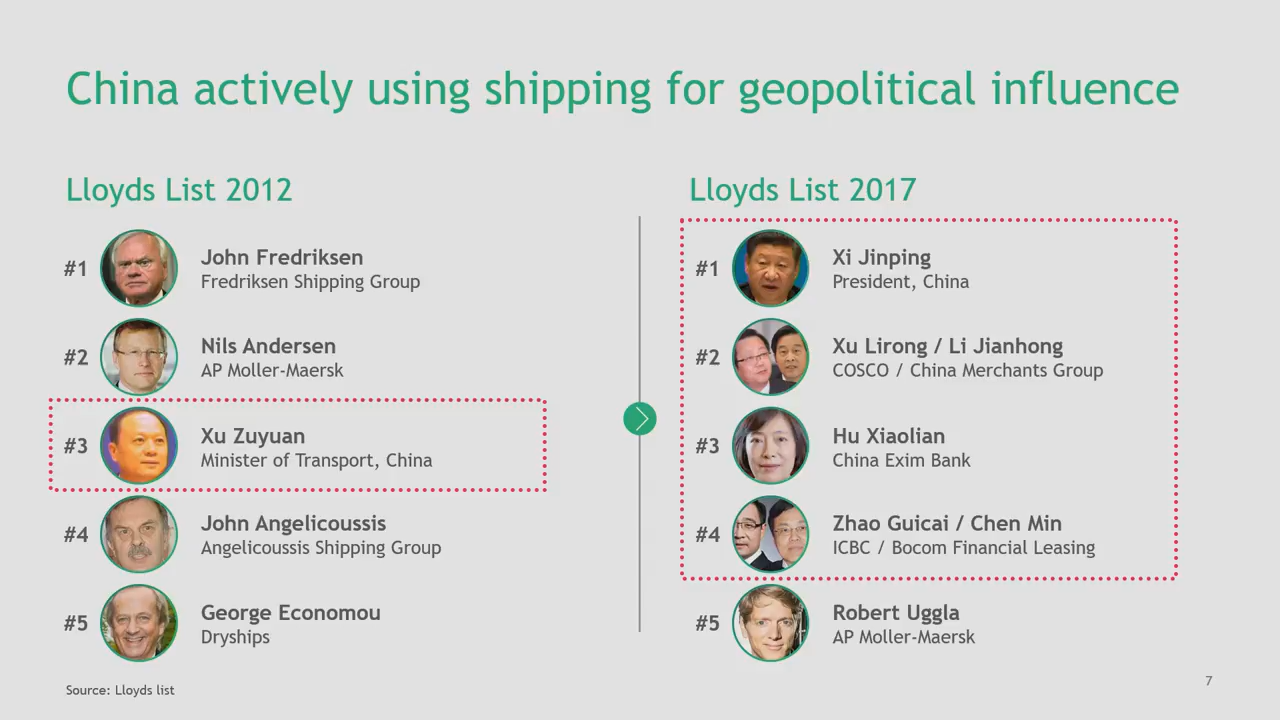 China actively using shipping for geopolitical influence
Lloyds List 2012
#1
John Fredriksen
Fredriksen Shipping Group
#2
Nils Andersen
AP Moller-Maersk
#3
Xu Zuyuan
Minister of Transport, China
#4
John Angelicoussis
Angelicoussis Shipping Group
#5
George Economou
Dryships
Lloyds List 2017
#1
Xi Jinping
President, China
#2
Xu Lirong / Li Jianhong
COSCO / China Merchants Group
#3
Hu Xiaolian
China Exim Bank
#4
Zhao Guicai / Chen Min
ICBC / Bocom Financial Leasing
#5
Robert Uggla
AP Moller-Maersk
Source: Lloyds list
7